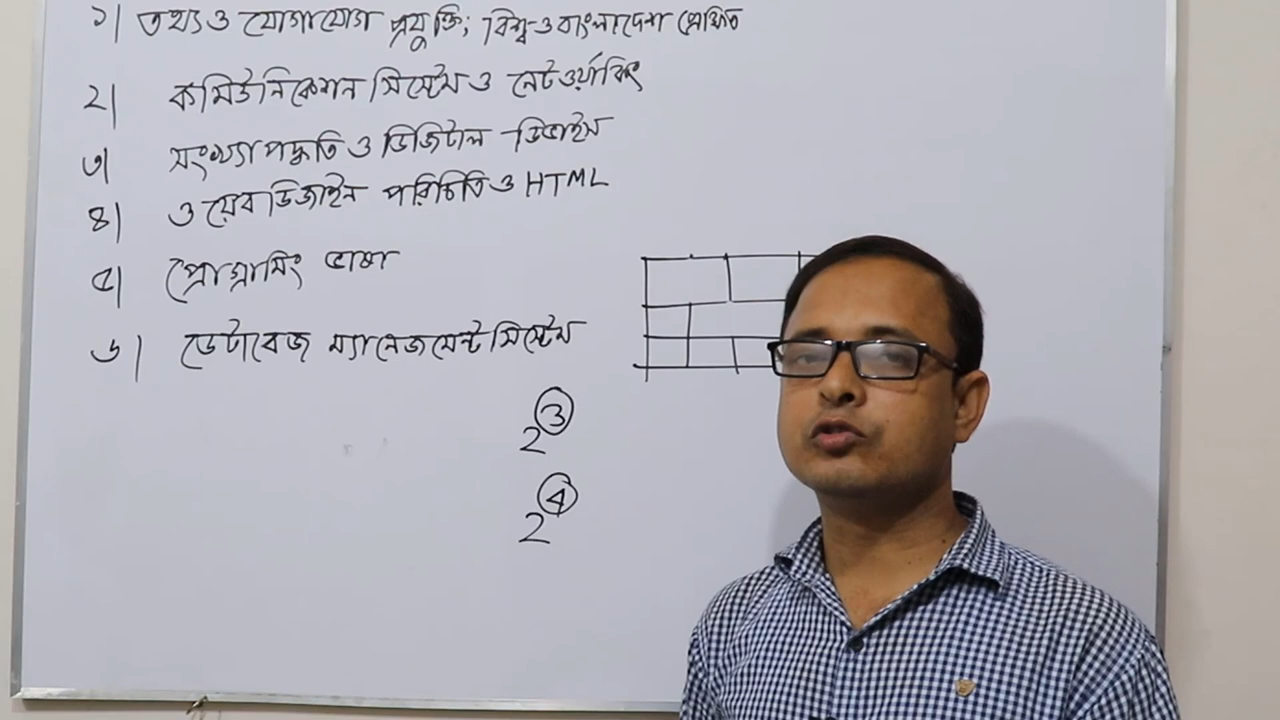 ১| তথ্য ও যোগাযোগ প্রযুক্তি; বিশ্ব ও বাংলাদেশ প্রেক্ষিত
২| কমিউনিকেশন সিস্টেম ও নেটওয়ার্কিং
৩| সংখ্যা পদ্ধতি ও ডিজিটাল ডিভাইস
৪| ওয়েব ডিজাইন পরিচিতি ও HTML
৫| প্রোগ্রামিং ভাষা
৬| ডেটাবেজ ম্যানেজমেন্ট সিস্টেম
2³
2⁴